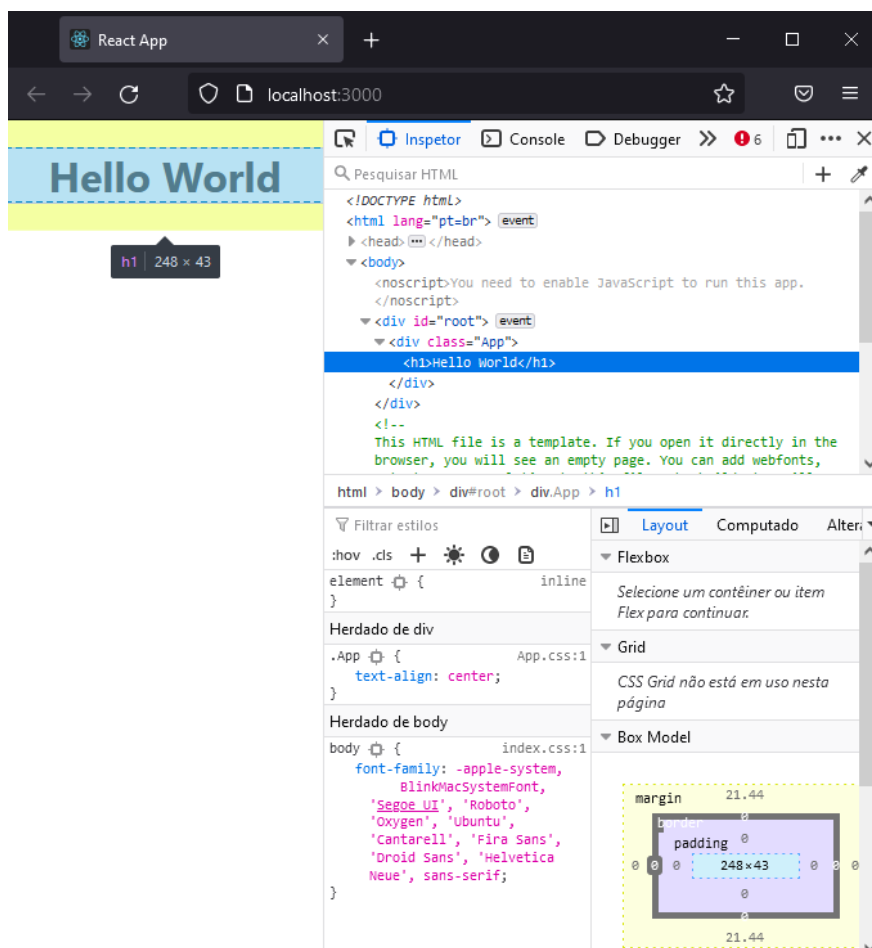 React App
localhost:3000
Hello World
h1 248 × 43
Inspetor Console Debugger 6
Pesquisar HTML
<!DOCTYPE html>
<html lang="pt=br"> event
<head> ••• </head>
<body>
<noscript>You need to enable JavaScript to run this app.
</noscript>
<div id="root"> event
<div class="App">
<h1>Hello World</h1>
</div>
</div>
<!--
This HTML file is a template. If you open it directly in the
browser, you will see an empty page. You can add webfonts,
html > body > div#root > div.App > h1
Filtrar estilos
:hov .cls +
element { inline
}
Herdado de div
.App { App.css:1
text-align: center;
}
Herdado de body
body { index.css:1
font-family: -apple-system,
BlinkMacSystemFont,
'Segoe UI', 'Roboto',
'Oxygen', 'Ubuntu',
'Cantarell', 'Fira Sans',
'Droid Sans', 'Helvetica
Neue', sans-serif;
}
Layout Computado Altera
Flexbox
Selecione um contêiner ou item
Flex para continuar.
Grid
CSS Grid não está em uso nesta
página
Box Model
margin 21.44
border 0
padding 0
0 0 0 248×43 0 0 0
0
0
21.44